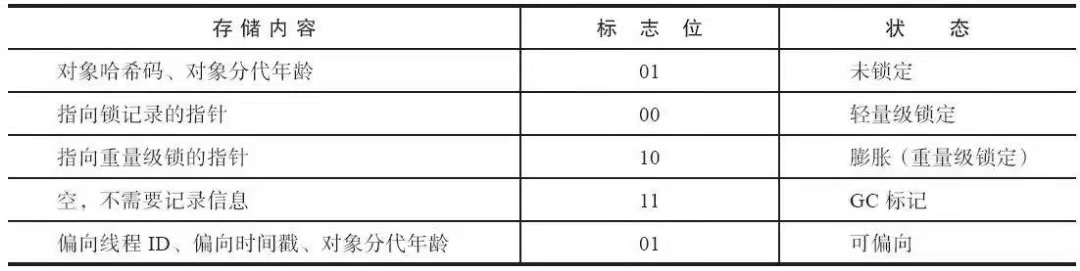 存储内容 标志位 状态
对象哈希码、对象分代年龄 01 未锁定
指向锁记录的指针 00 轻量级锁定
指向重量级锁的指针 10 膨胀（重量级锁定）
空，不需要记录信息 11 GC 标记
偏向线程 ID、偏向时间戳、对象分代年龄 01 可偏向